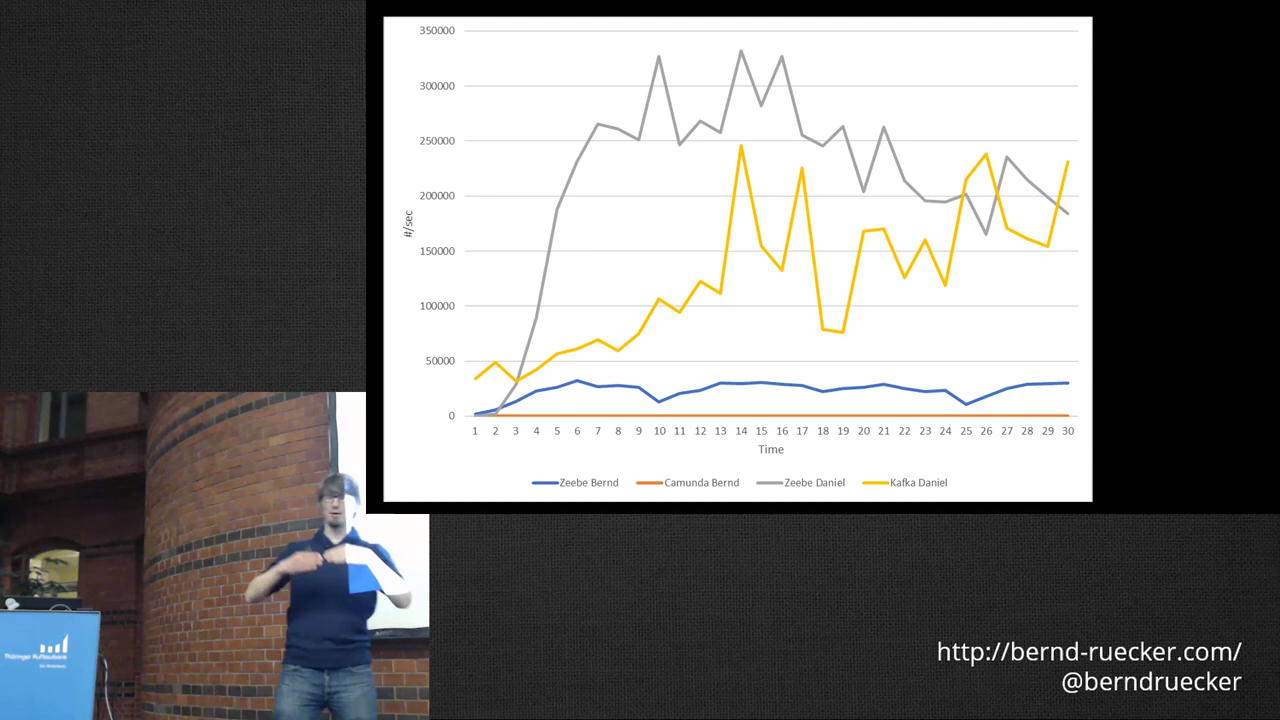 350000
300000
250000
200000
150000
100000
50000
0
#/sec
1 2 3 4 5 6 7 8 9 10 11 12 13 14 15 16 17 18 19 20 21 22 23 24 25 26 27 28 29 30
Time
Zeebe Bernd Camunda Bernd Zeebe Daniel Kafka Daniel
Thüringer Aufbaubank
http://bernd-ruecker.com/
@berndruecker